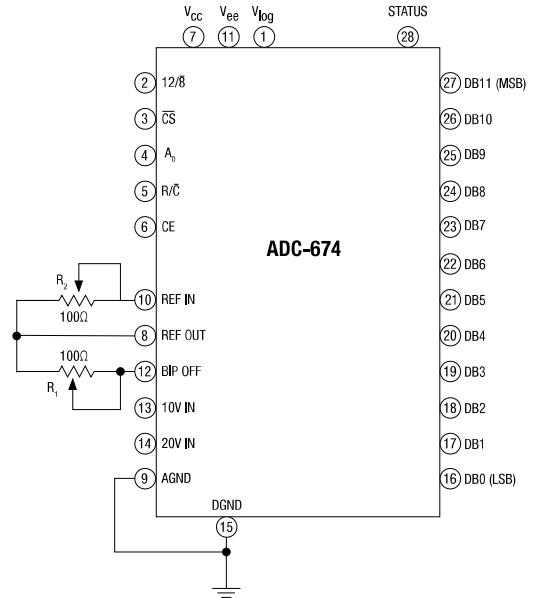 Vcc Vee Vlog STATUS
7 11 1 28
2 12/8̄ 27 DB11 (MSB)
3 C̄S̄ 26 DB10
4 A₀ 25 DB9
5 R/C̄ 24 DB8
6 CE 23 DB7
ADC-674
22 DB6
R₂
10 REF IN 21 DB5
100Ω
8 REF OUT 20 DB4
100Ω
12 BIP OFF 19 DB3
R₁
13 10V IN 18 DB2
14 20V IN 17 DB1
9 AGND 16 DB0 (LSB)
DGND
15